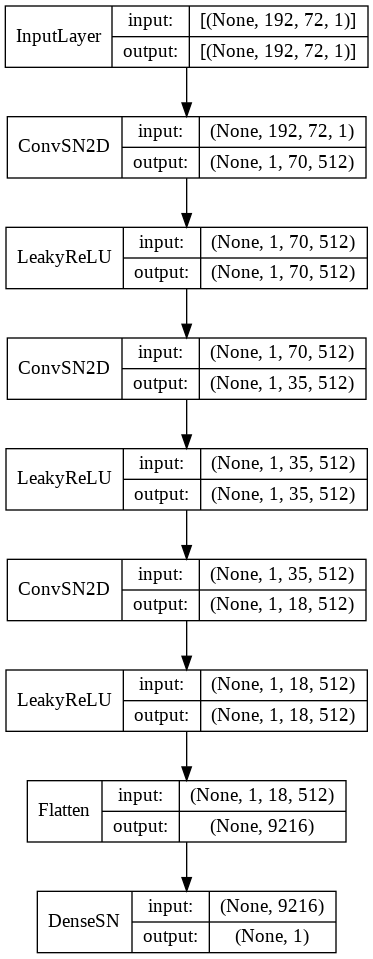 InputLayer
input: [(None, 192, 72, 1)]
output: [(None, 192, 72, 1)]
ConvSN2D
input: (None, 192, 72, 1)
output: (None, 1, 70, 512)
LeakyReLU
input: (None, 1, 70, 512)
output: (None, 1, 70, 512)
ConvSN2D
input: (None, 1, 70, 512)
output: (None, 1, 35, 512)
LeakyReLU
input: (None, 1, 35, 512)
output: (None, 1, 35, 512)
ConvSN2D
input: (None, 1, 35, 512)
output: (None, 1, 18, 512)
LeakyReLU
input: (None, 1, 18, 512)
output: (None, 1, 18, 512)
Flatten
input: (None, 1, 18, 512)
output: (None, 9216)
DenseSN
input: (None, 9216)
output: (None, 1)